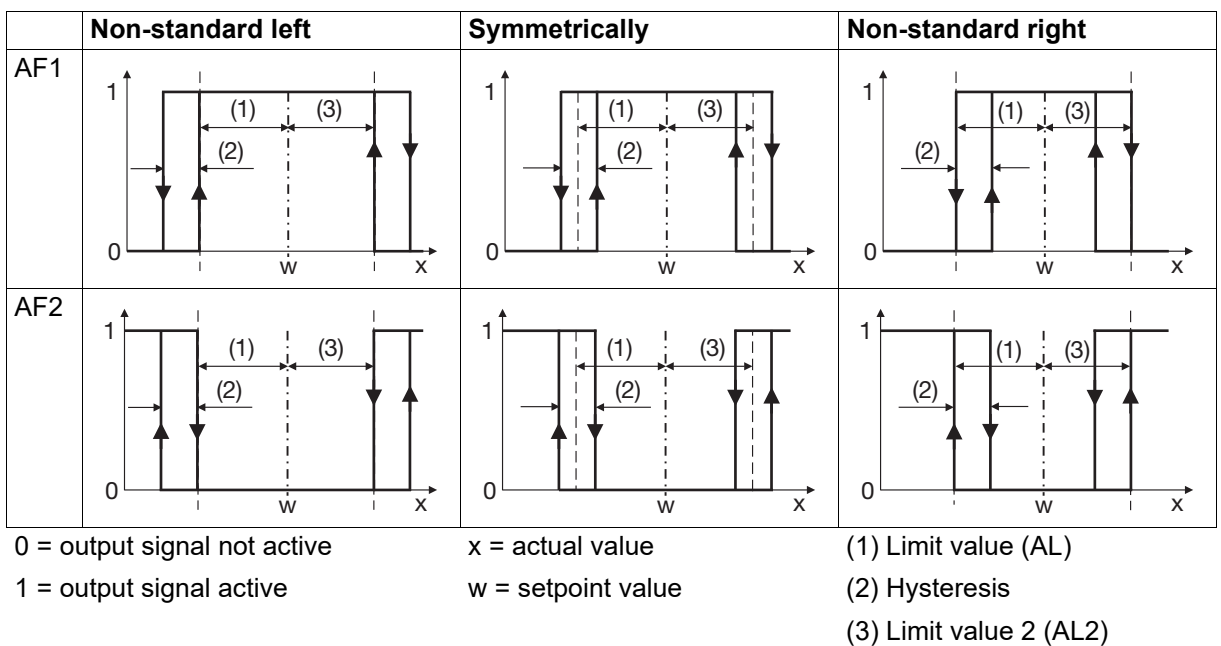 Non-standard left Symmetrically Non-standard right
AF1
1 (1) (3) (2) 0 w x
1 (1) (3) (2) 0 w x
1 (1) (3) (2) 0 w x
AF2
1 (1) (3) (2) 0 w x
1 (1) (3) (2) 0 w x
1 (1) (3) (2) 0 w x
0 = output signal not active x = actual value (1) Limit value (AL)
1 = output signal active w = setpoint value (2) Hysteresis
(3) Limit value 2 (AL2)